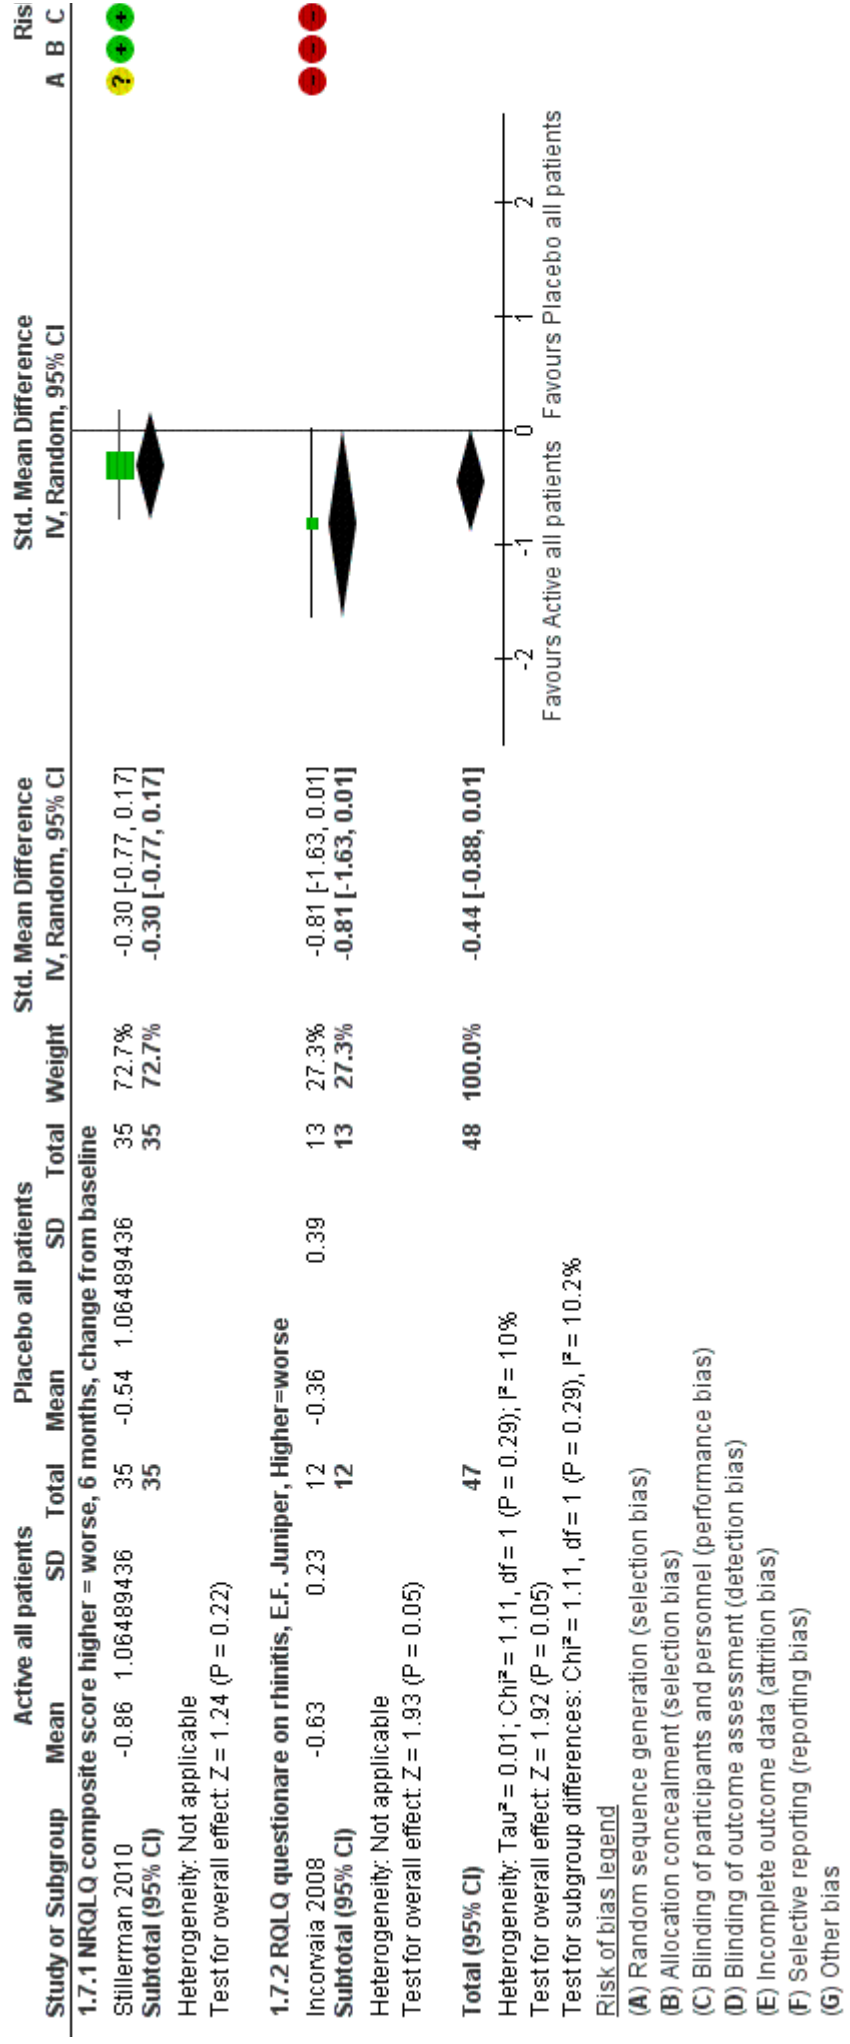 Active all patients Placebo all patients Std. Mean Difference Std. Mean Difference Ris
Study or Subgroup Mean SD Total Mean SD Total Weight IV, Random, 95% CI IV, Random, 95% CI A B C
1.7.1 NRQLQ composite score higher = worse, 6 months, change from baseline
Stillerman 2010 -0.86 1.06489436 35 -0.54 1.06489436 35 72.7% -0.30 [-0.77, 0.17] ? + +
Subtotal (95% CI) 35 35 72.7% -0.30 [-0.77, 0.17]
Heterogeneity: Not applicable
Test for overall effect: Z = 1.24 (P = 0.22)
1.7.2 RQLQ questionare on rhinitis, E.F. Juniper, Higher=worse
Incorvaia 2008 -0.63 0.23 12 -0.36 0.39 13 27.3% -0.81 [-1.63, 0.01] - - -
Subtotal (95% CI) 12 13 27.3% -0.81 [-1.63, 0.01]
Heterogeneity: Not applicable
Test for overall effect: Z = 1.93 (P = 0.05)
Total (95% CI) 47 48 100.0% -0.44 [-0.88, 0.01]
Heterogeneity: Tau² = 0.01; Chi² = 1.11, df = 1 (P = 0.29); I² = 10%
-2 -1 0 1 2
Test for overall effect: Z = 1.92 (P = 0.05)
Favours Active all patients Favours Placebo all patients
Test for subgroup differences: Chi² = 1.11, df = 1 (P = 0.29), I² = 10.2%
Risk of bias legend
(A) Random sequence generation (selection bias)
(B) Allocation concealment (selection bias)
(C) Blinding of participants and personnel (performance bias)
(D) Blinding of outcome assessment (detection bias)
(E) Incomplete outcome data (attrition bias)
(F) Selective reporting (reporting bias)
(G) Other bias